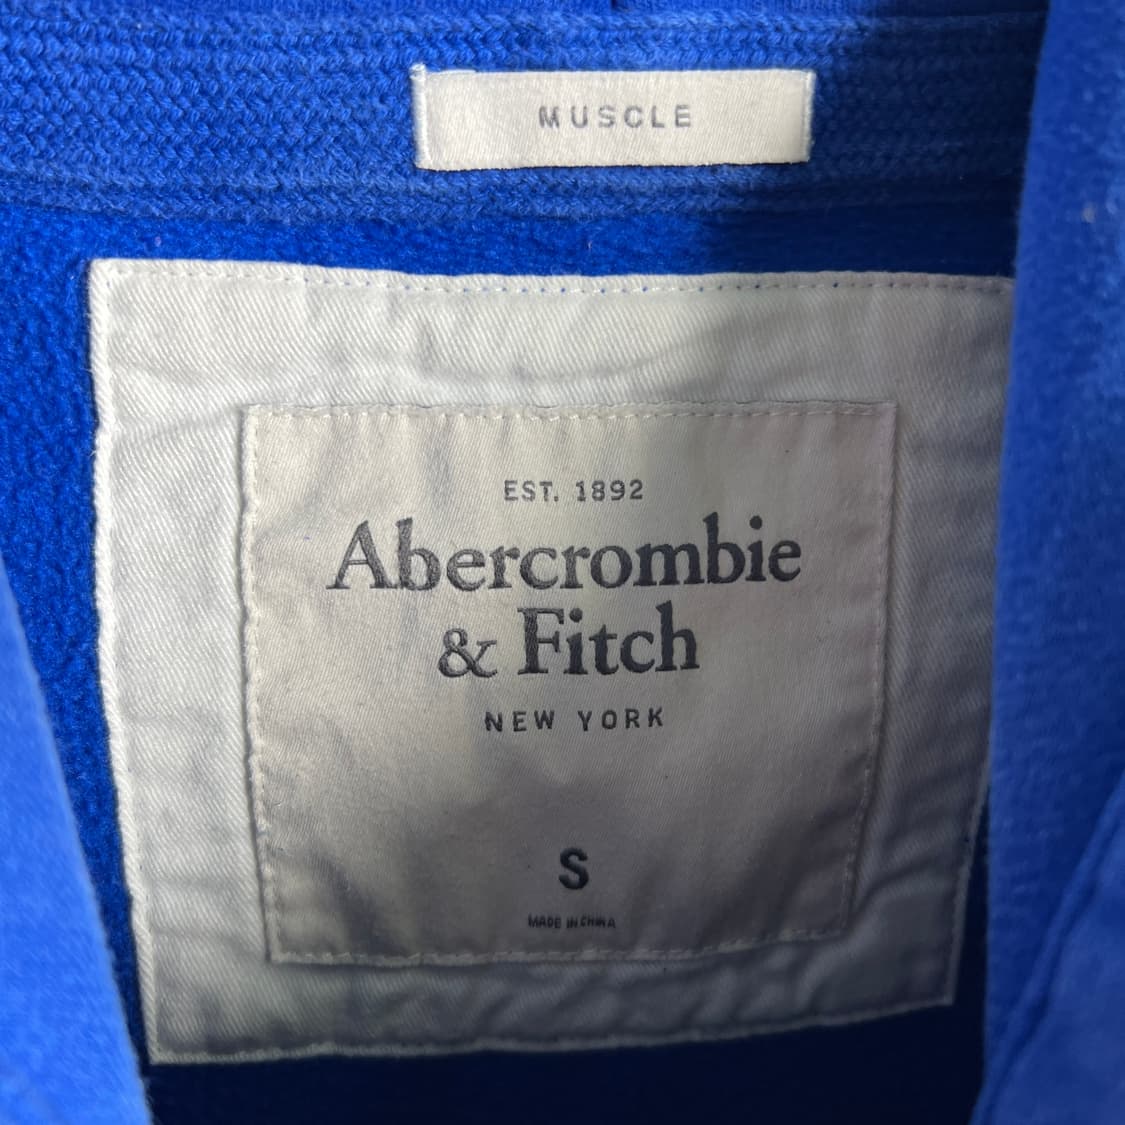 MUSCLE
EST. 1892
Abercrombie
& Fitch
NEW YORK
S
MADE IN CHINA